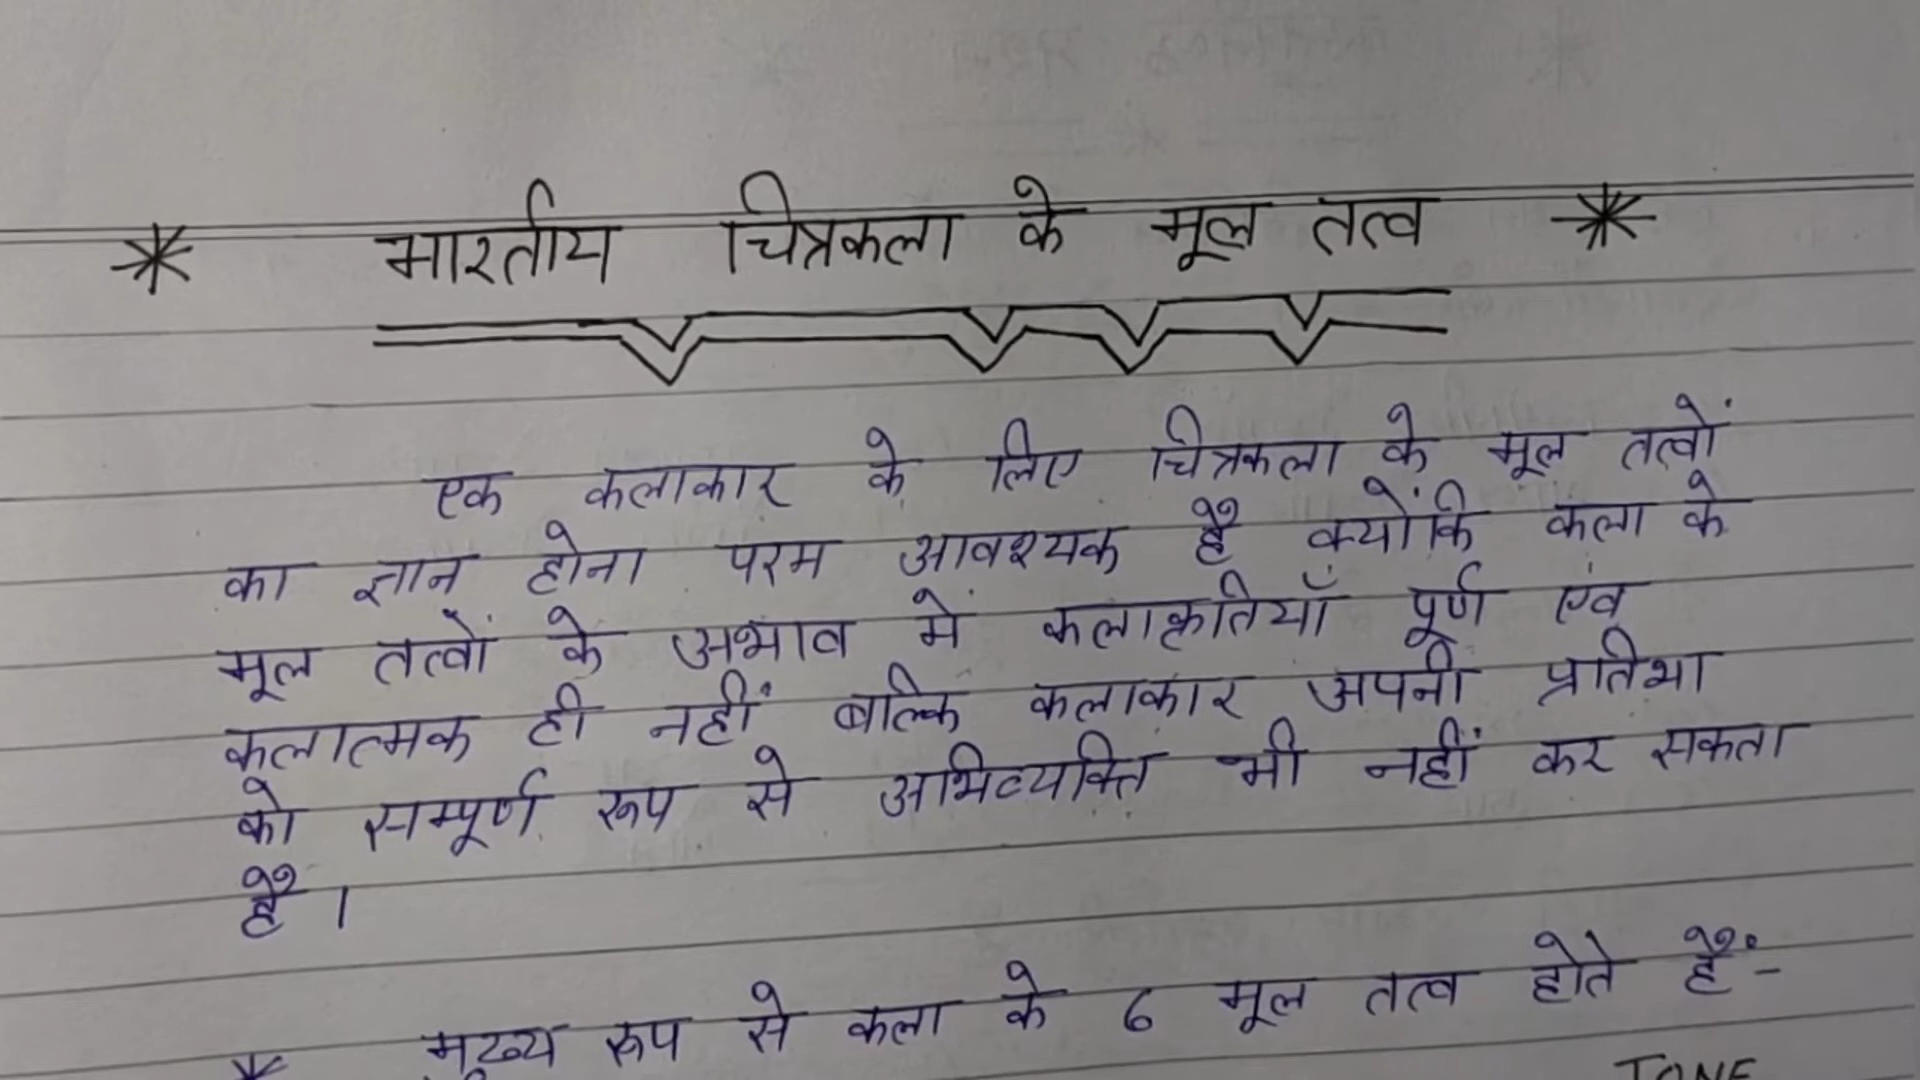 * भारतीय चित्रकला के मूल तत्व *
एक कलाकार के लिए चित्रकला के मूल तत्वों
का ज्ञान होना परम आवश्यक है क्योंकि कला के
मूल तत्वों के अभाव में कलाकृतियाँ पूर्ण एंव
कलात्मक ही नहीं बल्कि कलाकार अपनी प्रतिभा
को सम्पूर्ण रूप से अभिव्यक्ति भी नहीं कर सकता
है ।
* मुख्य रूप से कला के 6 मूल तत्व होते हैं:-
TONE